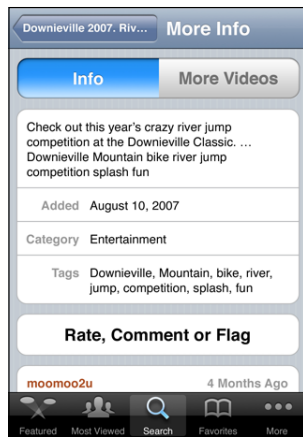 Downieville 2007. Riv...
More Info
Info
More Videos
Check out this year's crazy river jump
competition at the Downieville Classic. ...
Downieville Mountain bike river jump
competition splash fun
Added August 10, 2007
Category Entertainment
Tags Downieville, Mountain, bike, river,
jump, competition, splash, fun
Rate, Comment or Flag
moomoo2u 4 Months Ago
Featured Most Viewed Search Favorites More